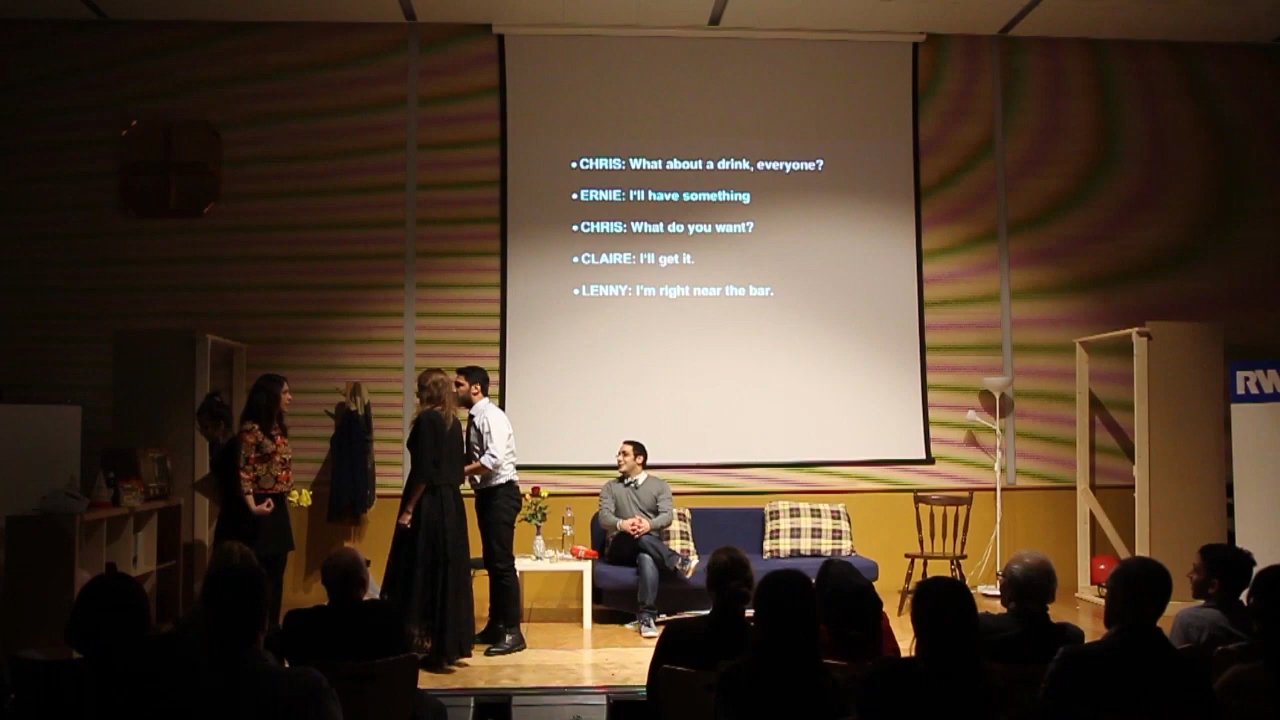 • CHRIS: What about a drink, everyone?
• ERNIE: I'll have something
• CHRIS: What do you want?
• CLAIRE: I'll get it.
• LENNY: I'm right near the bar.
RW